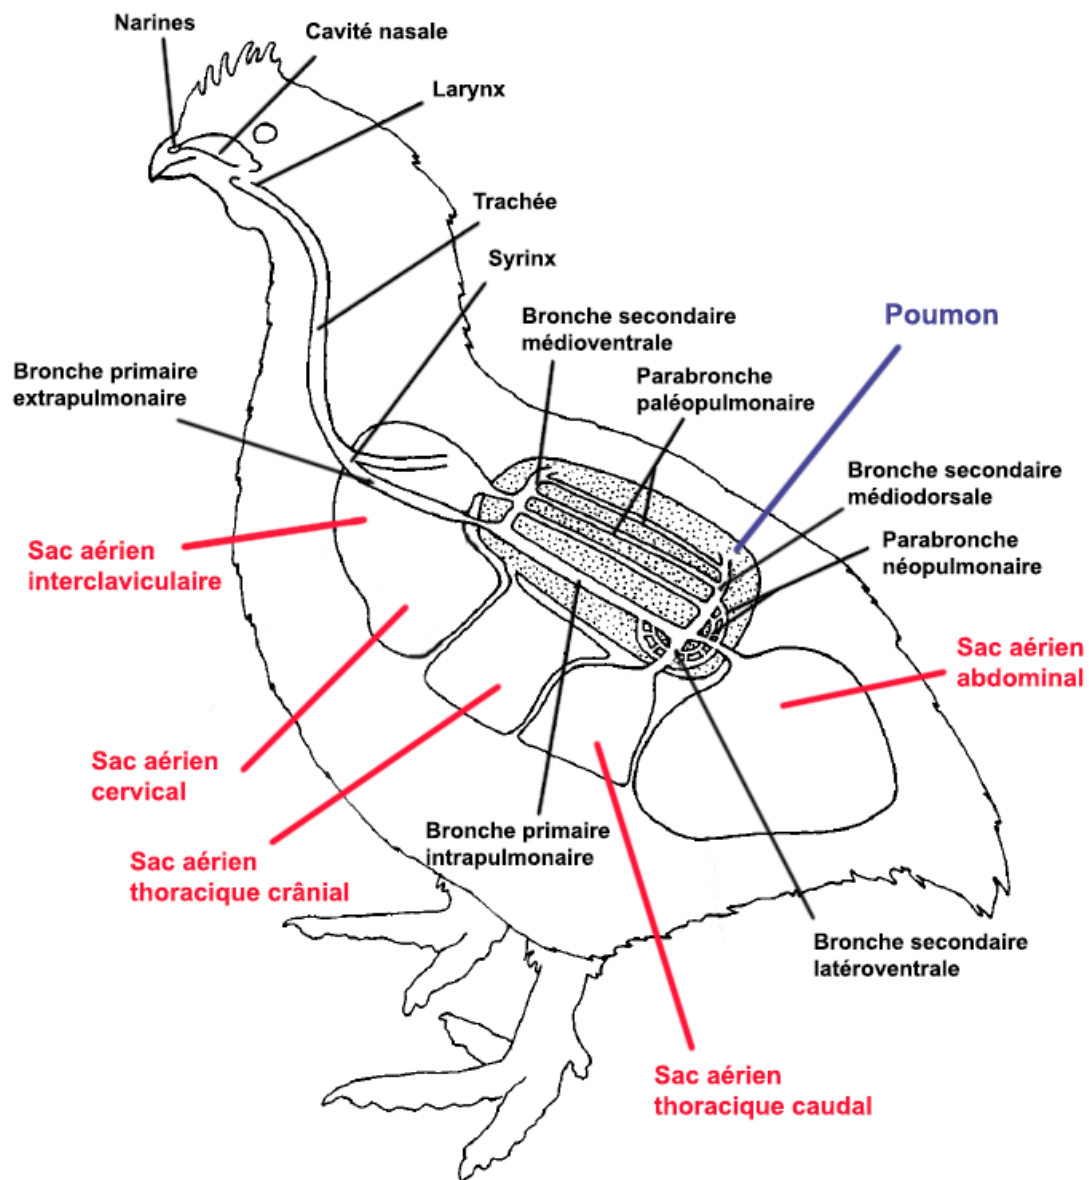 Narines
Cavité nasale
Larynx
Trachée
Syrinx
Bronche secondaire
médioventrale
Poumon
Parabronche
paléopulmonaire
Bronche primaire
extrapulmonaire
Bronche secondaire
médiodorsale
Parabronche
néopulmonaire
Sac aérien
interclaviculaire
Sac aérien
abdominal
Sac aérien
cervical
Bronche primaire
intrapulmonaire
Sac aérien
thoracique crânial
Bronche secondaire
latéroventrale
Sac aérien
thoracique caudal